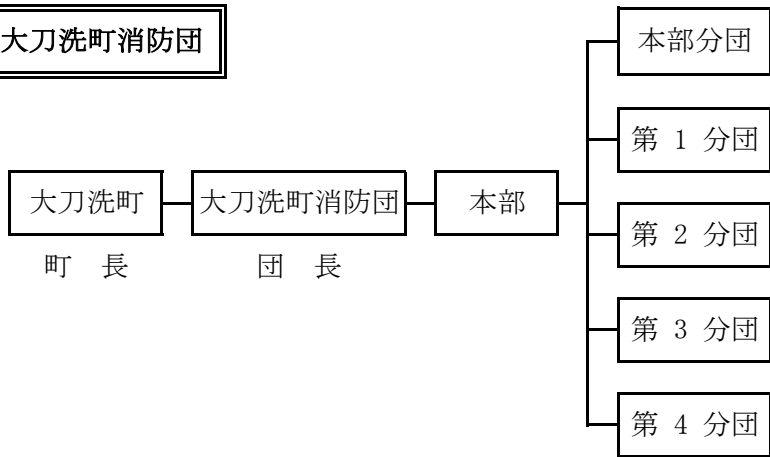 大刀洗町消防団
本部分団
第 1 分団
大刀洗町
大刀洗町消防団
本部
第 2 分団
町 長
団 長
第 3 分団
第 4 分団